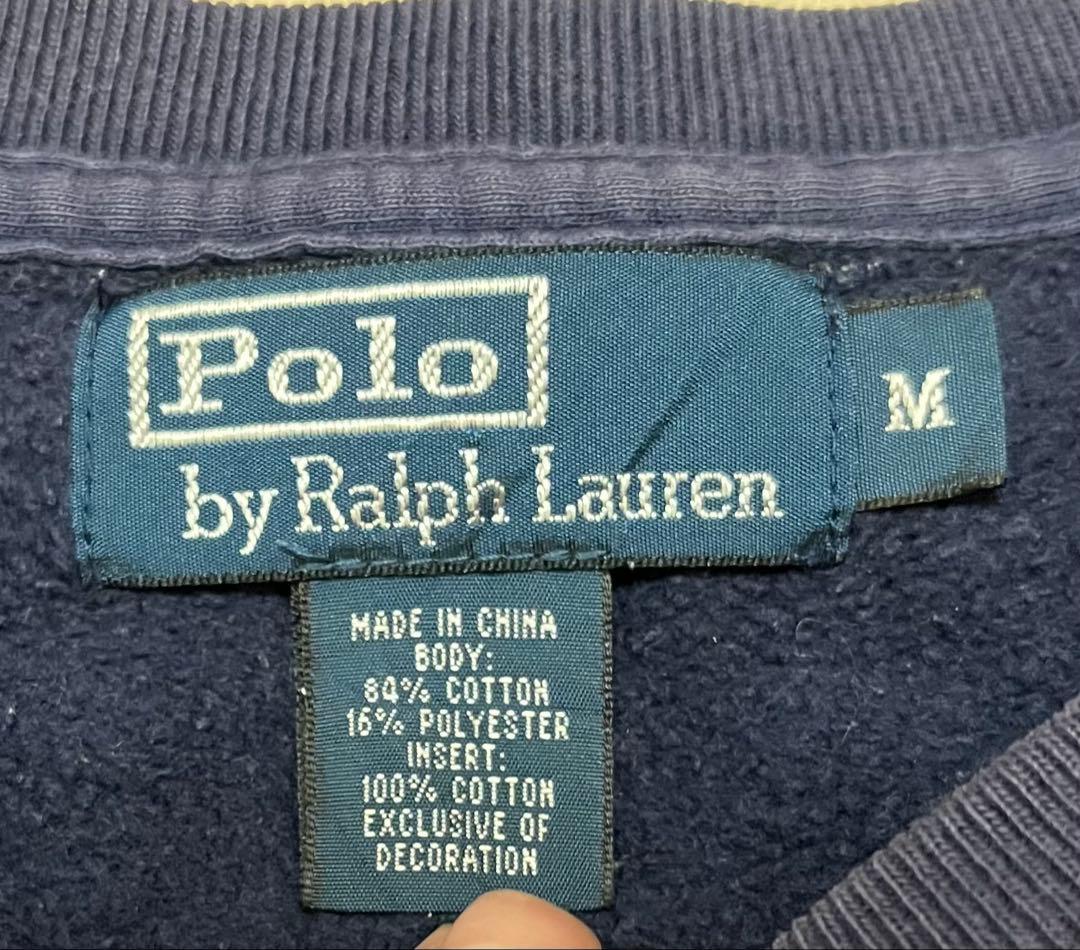 Polo
by Ralph Lauren
M
MADE IN CHINA
BODY:
84% COTTON
16% POLYESTER
INSERT:
100% COTTON
EXCLUSIVE OF
DECORATION